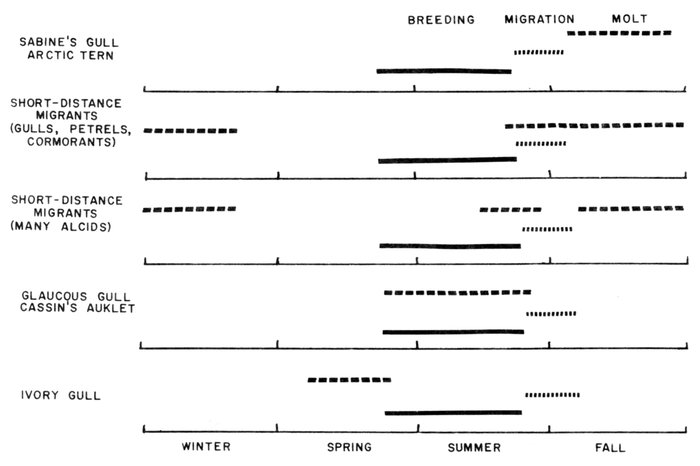 BREEDING MIGRATION MOLT
SABINE'S GULL
ARCTIC TERN
SHORT-DISTANCE
MIGRANTS
(GULLS, PETRELS,
CORMORANTS)
SHORT-DISTANCE
MIGRANTS
(MANY ALCIDS)
GLAUCOUS GULL
CASSIN'S AUKLET
IVORY GULL
WINTER SPRING SUMMER FALL